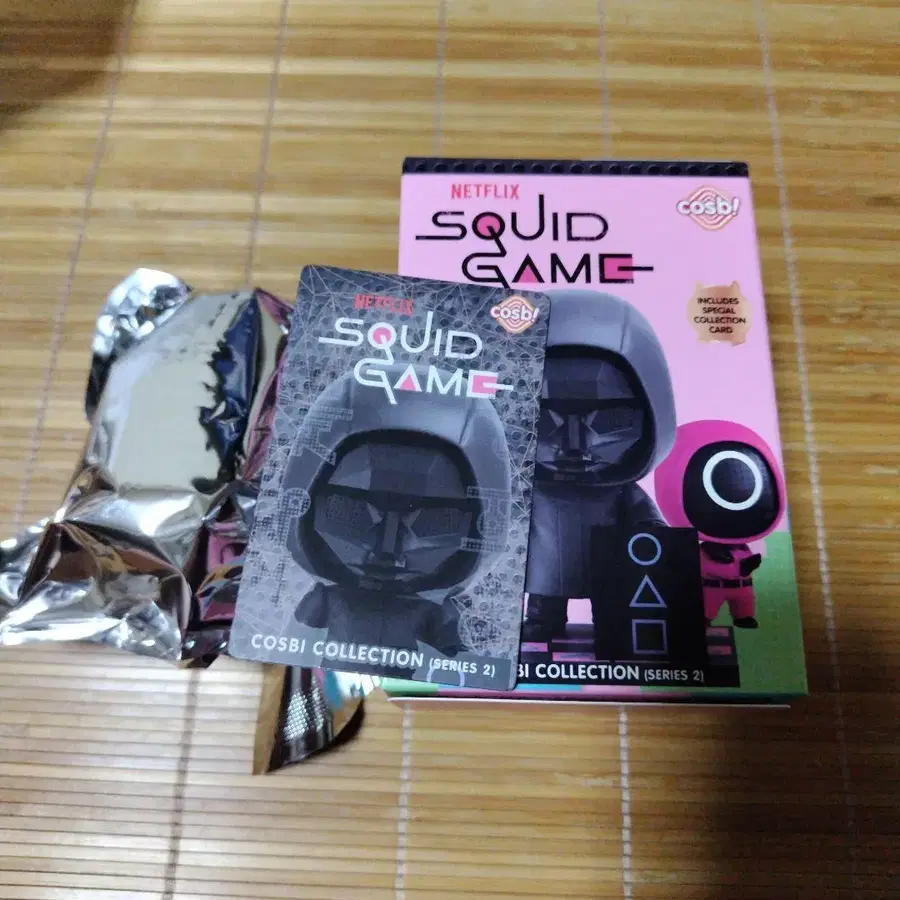 NETFLIX
SQUID
GAME
cosbi
INCLUDES
SPECIAL
COLLECTION
CARD
BI COLLECTION (SERIES 2)
NETFLIX
SQUID
GAME
cosbi
COSBI COLLECTION (SERIES 2)